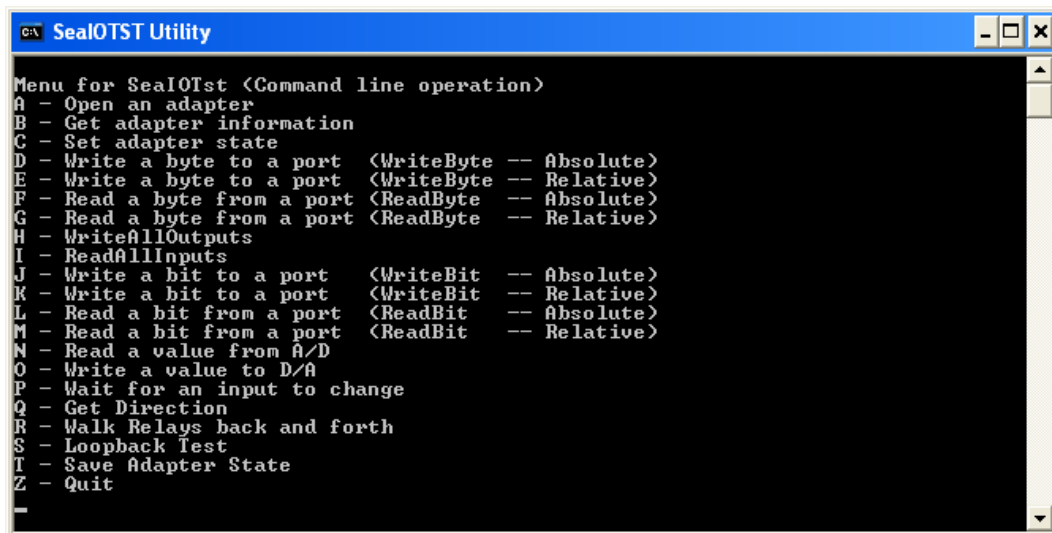 C:\ SealOTST Utility
Menu for SeaIOTst (Command line operation)
A - Open an adapter
B - Get adapter information
C - Set adapter state
D - Write a byte to a port  (WriteByte -- Absolute)
E - Write a byte to a port  (WriteByte -- Relative)
F - Read a byte from a port (ReadByte  -- Absolute)
G - Read a byte from a port (ReadByte  -- Relative)
H - WriteAllOutputs
I - ReadAllInputs
J - Write a bit to a port   (WriteBit  -- Absolute)
K - Write a bit to a port   (WriteBit  -- Relative)
L - Read a bit from a port  (ReadBit   -- Absolute)
M - Read a bit from a port  (ReadBit   -- Relative)
N - Read a value from A/D
O - Write a value to D/A
P - Wait for an input to change
Q - Get Direction
R - Walk Relays back and forth
S - Loopback Test
T - Save Adapter State
Z - Quit